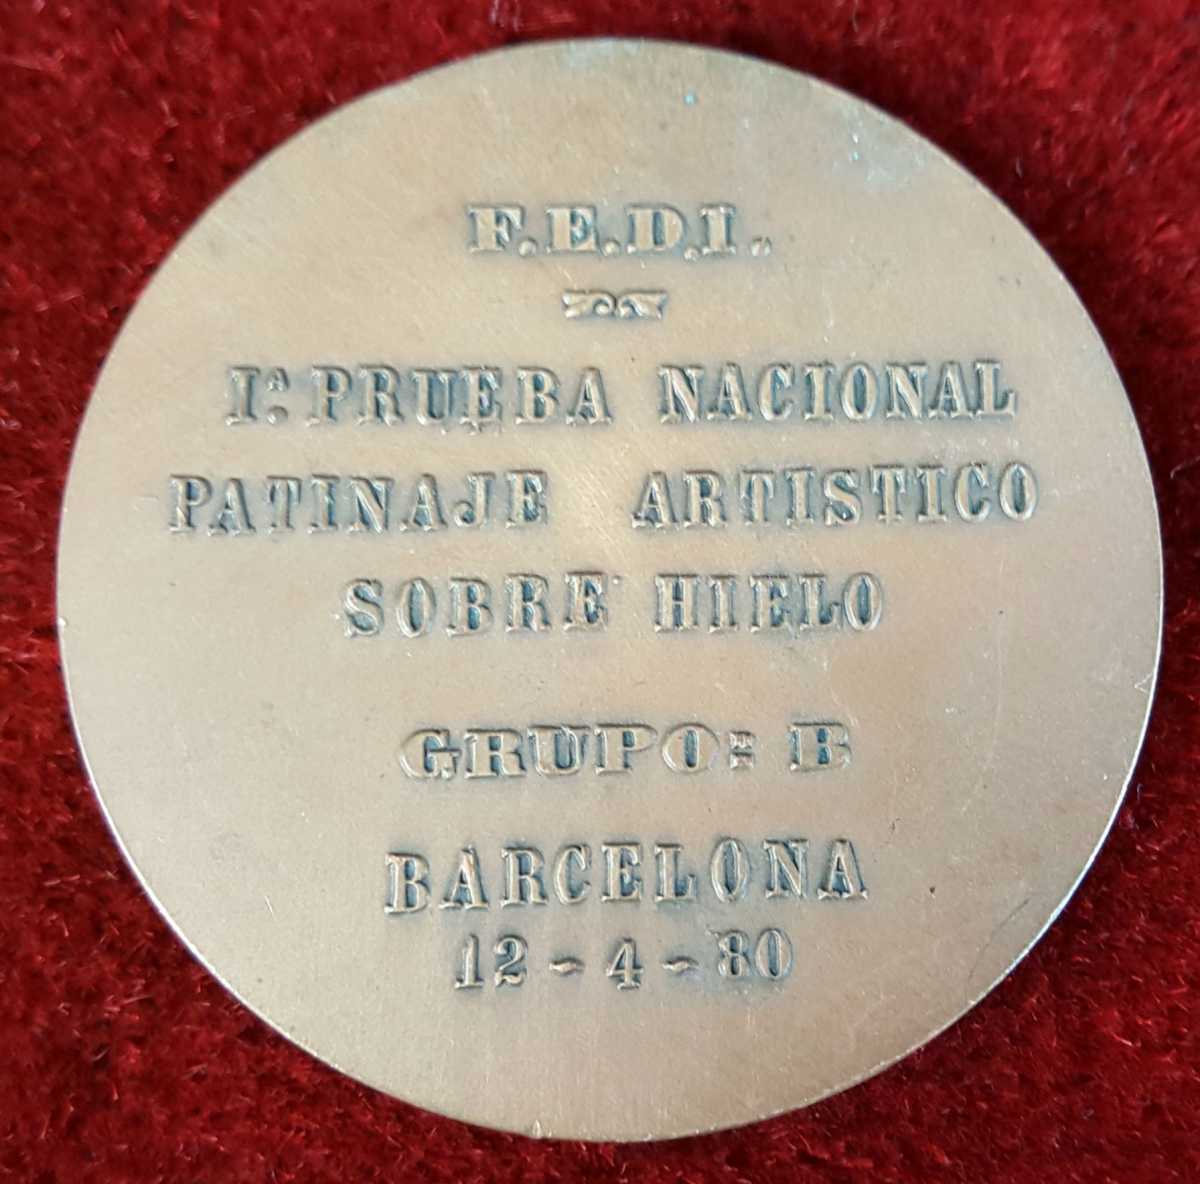 F.E.D.I.
Iª. PRUEBA NACIONAL
PATINAJE ARTISTICO
SOBRE HIELO
GRUPO: B
BARCELONA
12-4-80